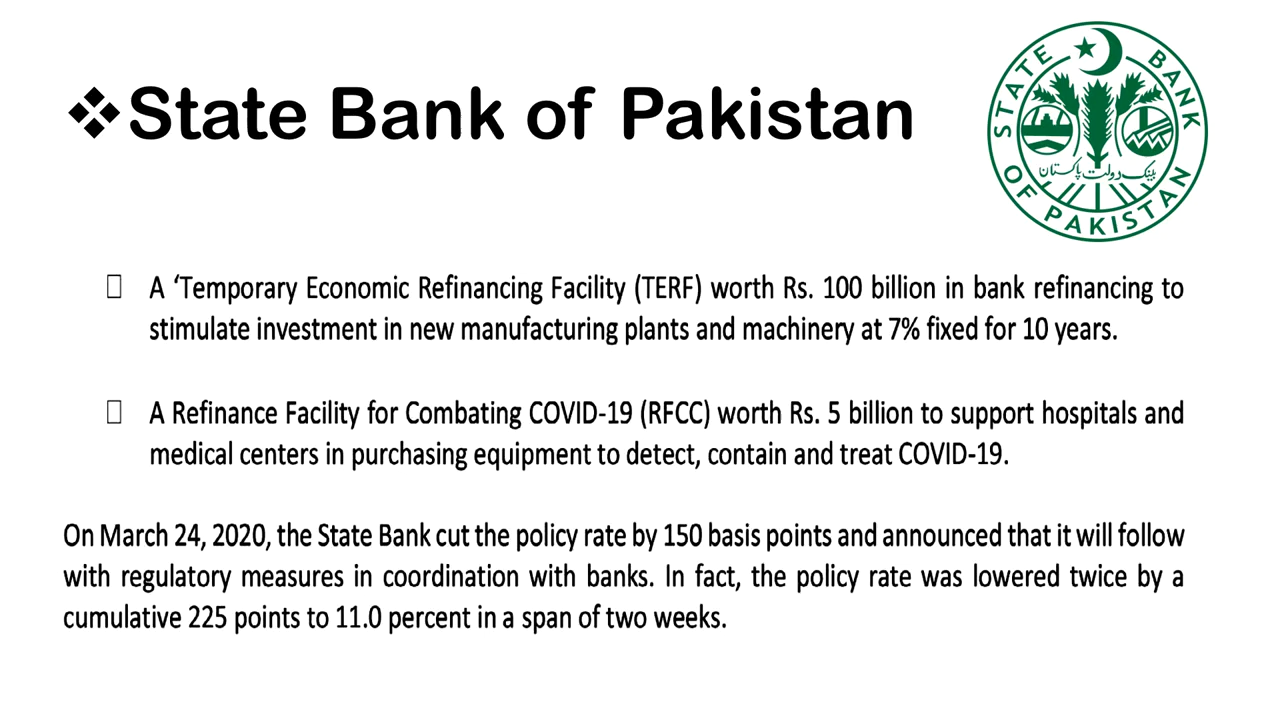 ❖State Bank of Pakistan
STATE BANK OF PAKISTAN
بینک دولت پاکستان
A ‘Temporary Economic Refinancing Facility (TERF) worth Rs. 100 billion in bank refinancing to
stimulate investment in new manufacturing plants and machinery at 7% fixed for 10 years.
A Refinance Facility for Combating COVID-19 (RFCC) worth Rs. 5 billion to support hospitals and
medical centers in purchasing equipment to detect, contain and treat COVID-19.
On March 24, 2020, the State Bank cut the policy rate by 150 basis points and announced that it will follow
with regulatory measures in coordination with banks. In fact, the policy rate was lowered twice by a
cumulative 225 points to 11.0 percent in a span of two weeks.